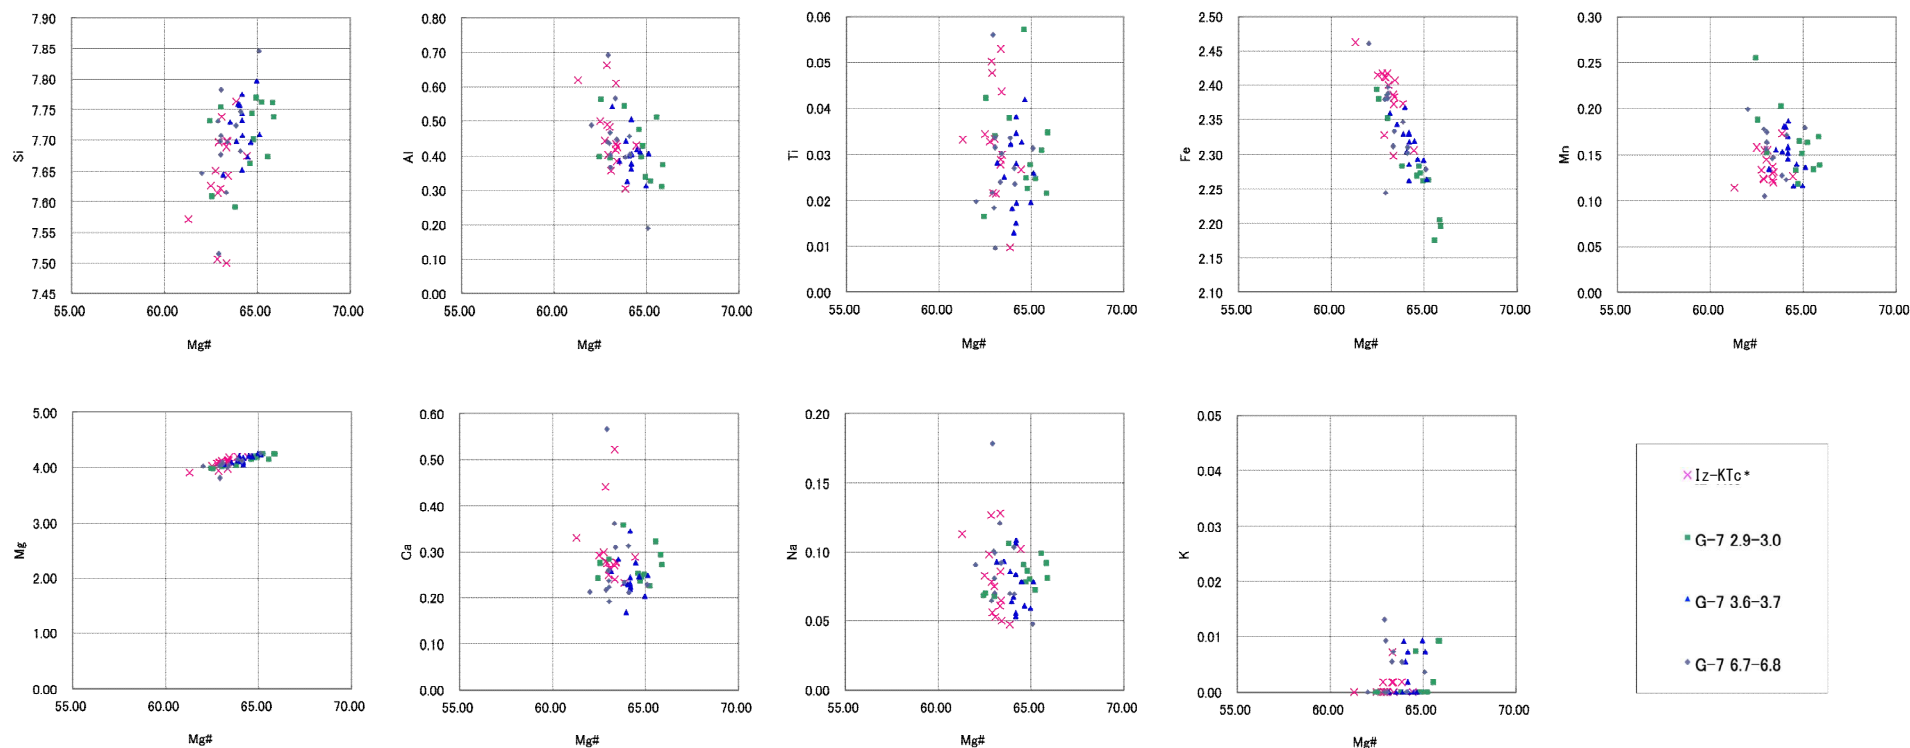 7.90
7.85
7.80
7.75
7.70
7.65
7.60
7.55
7.50
7.45
Si
55.00 60.00 65.00 70.00
Mg#
0.80
0.70
0.60
0.50
0.40
0.30
0.20
0.10
0.00
Al
55.00 60.00 65.00 70.00
Mg#
0.06
0.05
0.04
0.03
0.02
0.01
0.00
Ti
55.00 60.00 65.00 70.00
Mg#
2.50
2.45
2.40
2.35
2.30
2.25
2.20
2.15
2.10
Fe
55.00 60.00 65.00 70.00
Mg#
0.30
0.25
0.20
0.15
0.10
0.05
0.00
Mn
55.00 60.00 65.00 70.00
Mg#
5.00
4.00
3.00
2.00
1.00
0.00
Mg
55.00 60.00 65.00 70.00
Mg#
0.60
0.50
0.40
0.30
0.20
0.10
0.00
Ca
55.00 60.00 65.00 70.00
Mg#
0.20
0.15
0.10
0.05
0.00
Na
55.00 60.00 65.00 70.00
Mg#
0.05
0.04
0.03
0.02
0.01
0.00
K
55.00 60.00 65.00 70.00
Mg#
Iz-KTc*
G-7 2.9-3.0
G-7 3.6-3.7
G-7 6.7-6.8